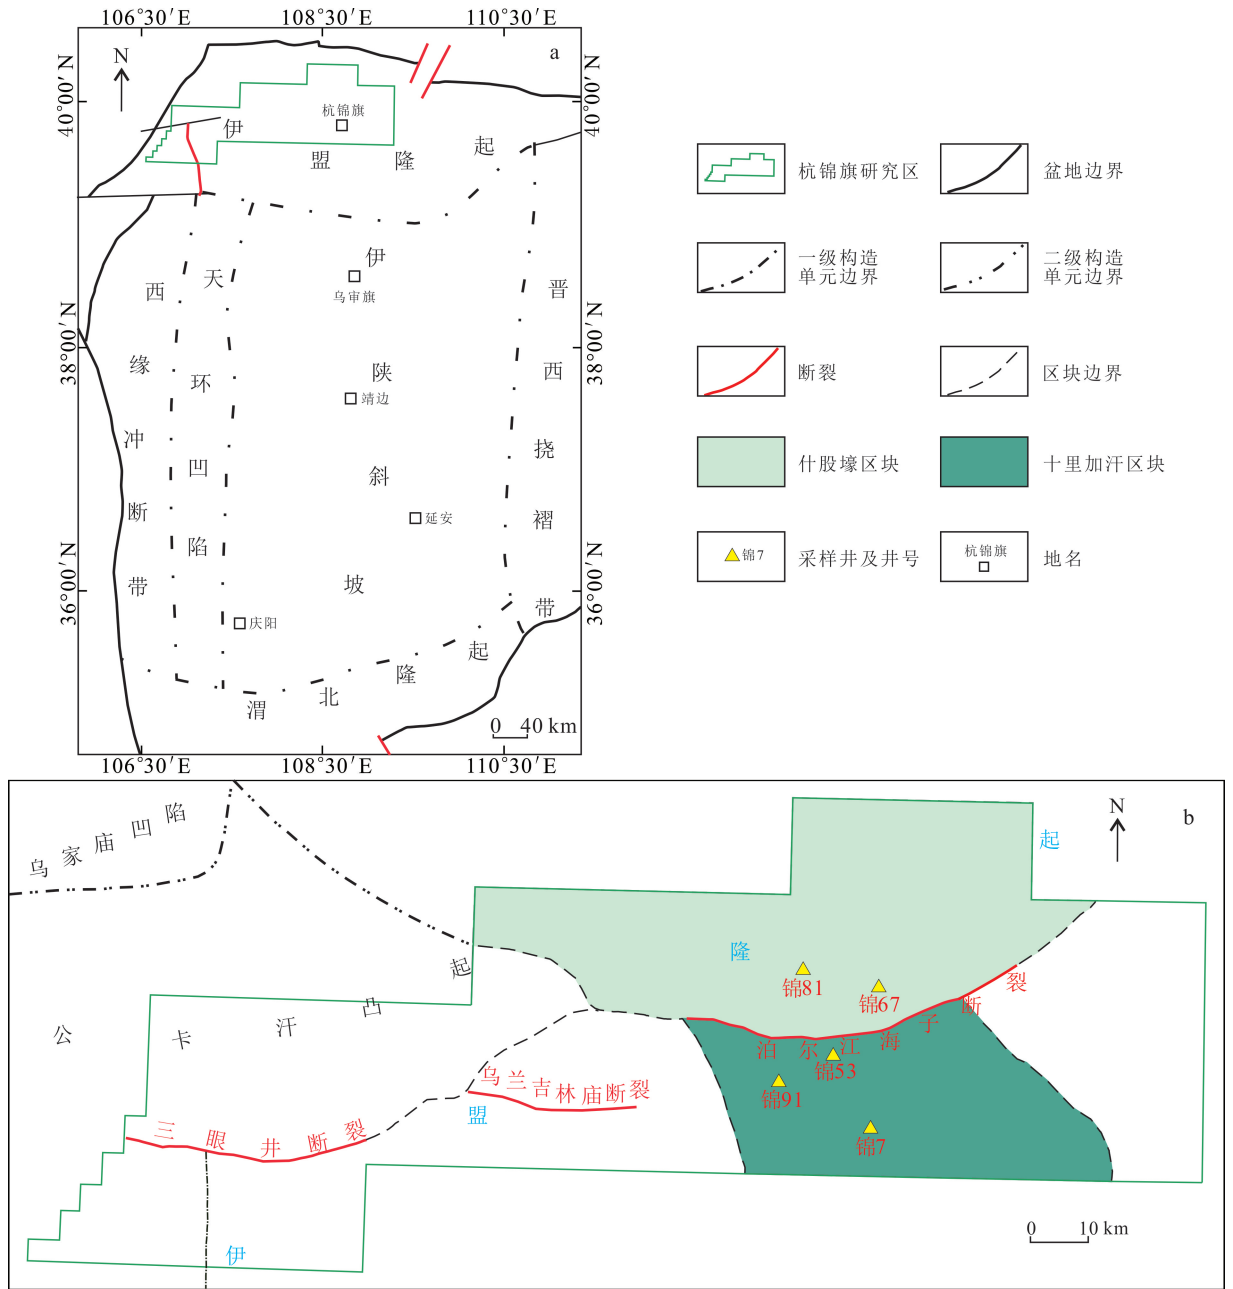 106°30′E
108°30′E
110°30′E
a
N
40°00′N
40°00′N
杭锦旗
伊
盟
隆
起
伊
乌审旗
天
西
晋
38°00′N
38°00′N
缘
环
陕
西
靖边
冲
凹
斜
挠
断
陷
延安
褶
带
坡
带
36°00′N
36°00′N
庆阳
渭
北
隆
起
0 40 km
106°30′E
108°30′E
110°30′E
杭锦旗研究区
盆地边界
一级构造
单元边界
二级构造
单元边界
断裂
区块边界
什股壕区块
十里加汗区块
锦7
采样井及井号
杭锦旗
地名
b
N
乌家庙凹陷
起
隆
锦81
锦67
公卡汗凸起
泊尔江海子断裂
锦53
锦91
锦7
乌兰吉林庙断裂
盟
三眼井断裂
伊
0 10 km